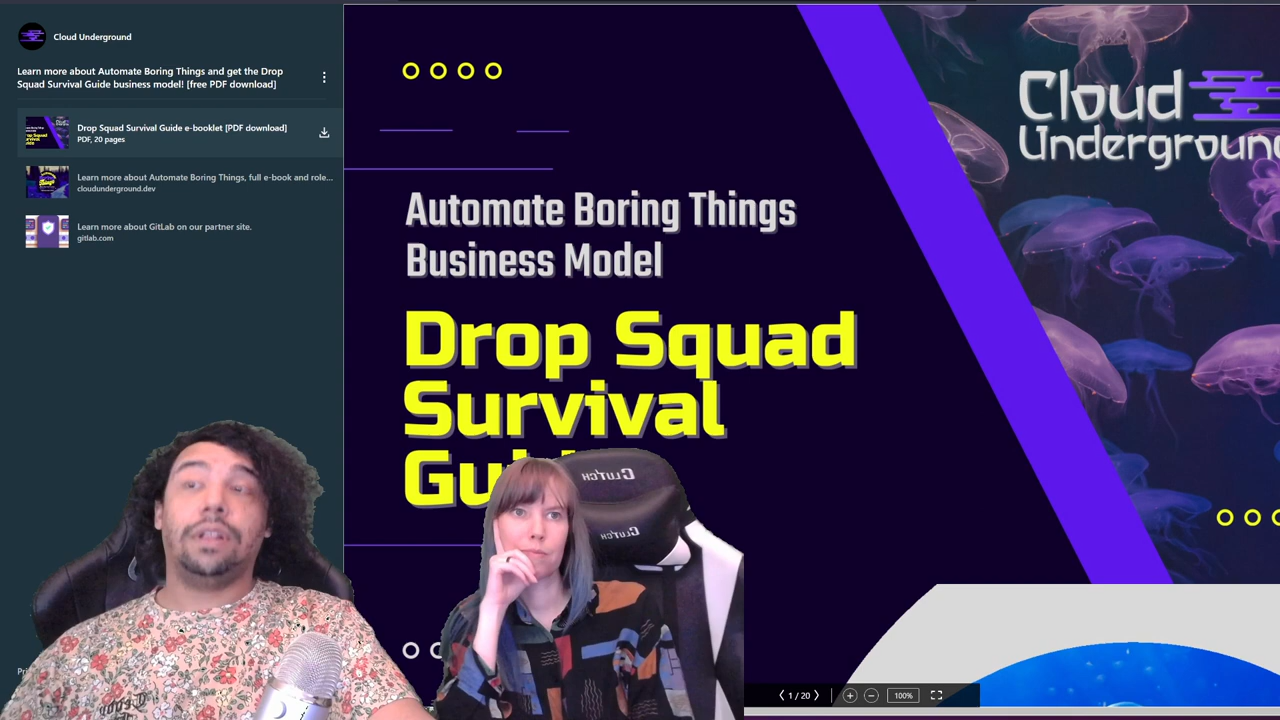 Cloud Underground
Learn more about Automate Boring Things and get the Drop
Squad Survival Guide business model! [free PDF download]
Drop Squad Survival Guide e-booklet [PDF download]
PDF, 20 pages
Learn more about Automate Boring Things, full e-book and role...
cloudunderground.dev
Learn more about GitLab on our partner site.
gitlab.com
Cloud
Undergroun
Automate Boring Things
Business Model
Drop Squad
Survival
Gu
CLUTCH
CLUTCH
1 / 20
100%